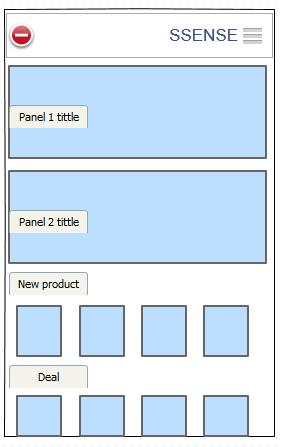 SSENSE
Panel 1 tittle
Panel 2 tittle
New product
Deal